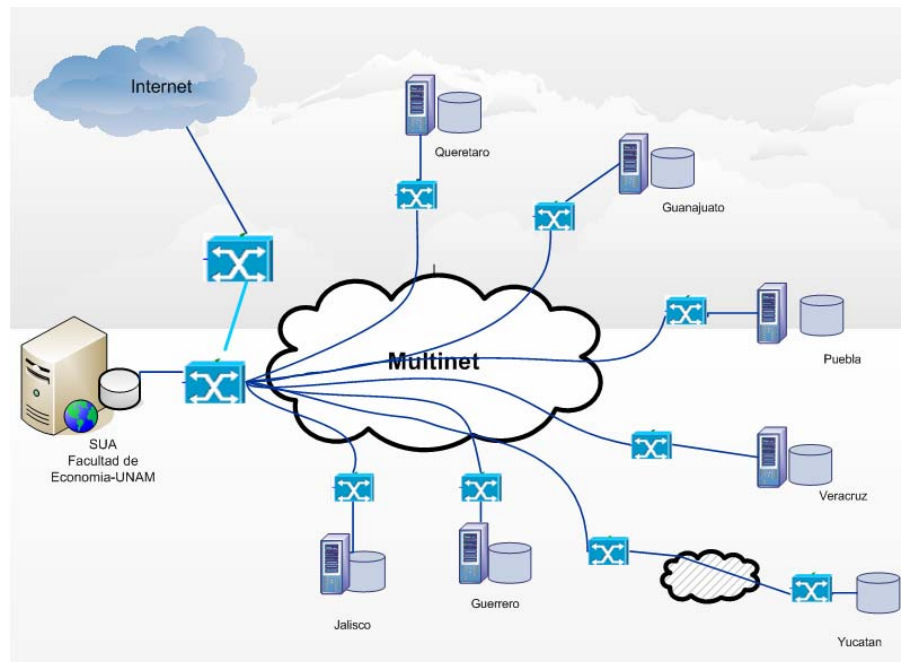 Internet
Queretaro
Guanajuato
Multinet
Puebla
SUA
Facultad de
Economia-UNAM
Veracruz
Guerrero
Jalisco
Yucatan